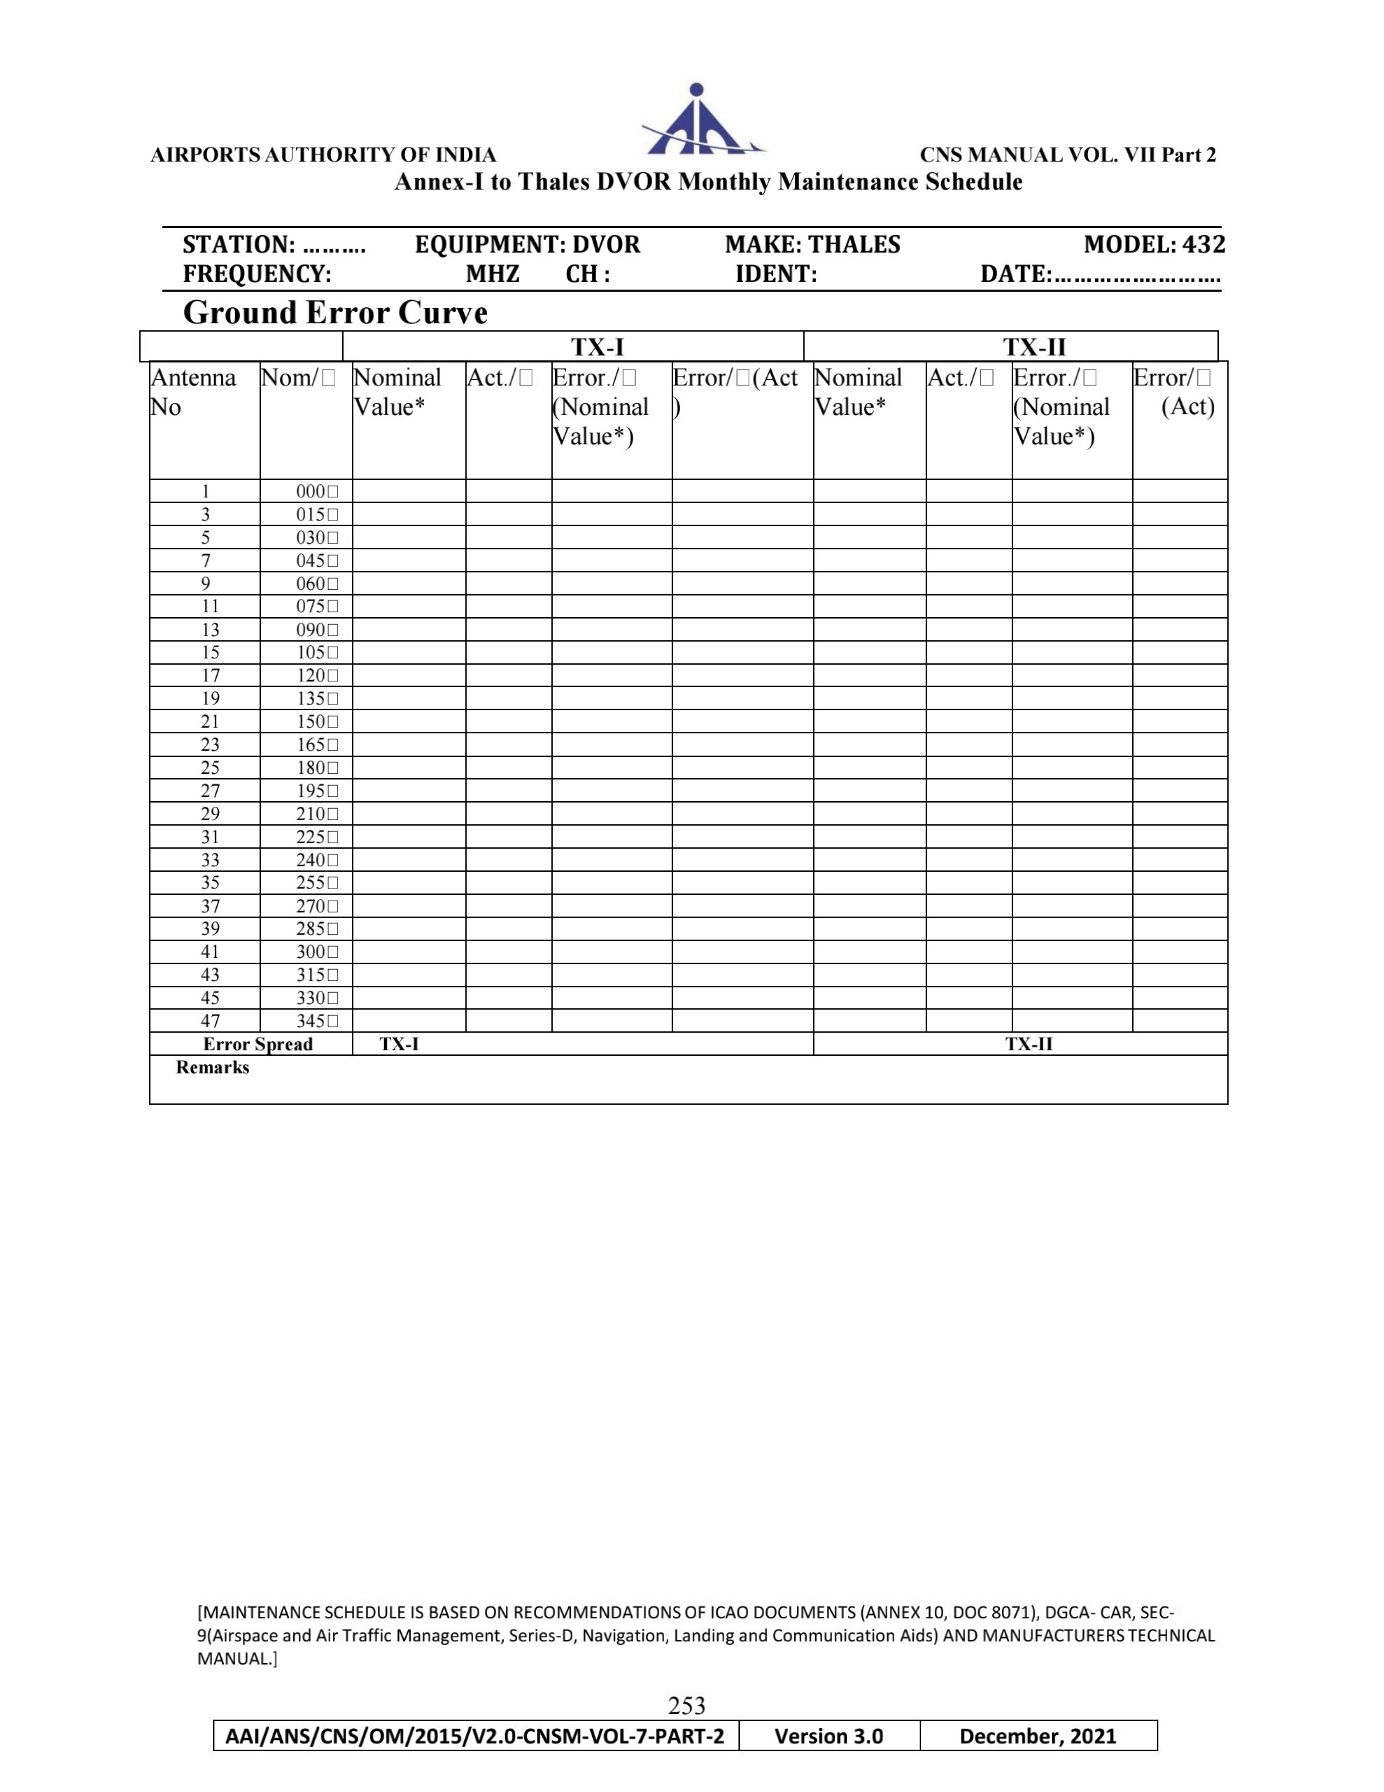 AIRPORTS AUTHORITY OF INDIA CNS MANUAL VOL. VII Part 2
Annex-I to Thales DVOR Monthly Maintenance Schedule
STATION: ………. EQUIPMENT: DVOR MAKE: THALES MODEL: 432
FREQUENCY: MHZ CH : IDENT: DATE:……………………….
Ground Error Curve
TX-I TX-II
Antenna Nom/□ Nominal Act./□ Error./□ Error/□(Act Nominal Act./□ Error./□ Error/□
No Value* (Nominal ) Value* (Nominal (Act)
Value*) Value*)
1 000□
3 015□
5 030□
7 045□
9 060□
11 075□
13 090□
15 105□
17 120□
19 135□
21 150□
23 165□
25 180□
27 195□
29 210□
31 225□
33 240□
35 255□
37 270□
39 285□
41 300□
43 315□
45 330□
47 345□
Error Spread TX-I TX-II
Remarks
[MAINTENANCE SCHEDULE IS BASED ON RECOMMENDATIONS OF ICAO DOCUMENTS (ANNEX 10, DOC 8071), DGCA- CAR, SEC-
9(Airspace and Air Traffic Management, Series-D, Navigation, Landing and Communication Aids) AND MANUFACTURERS TECHNICAL
MANUAL.]
253
AAI/ANS/CNS/OM/2015/V2.0-CNSM-VOL-7-PART-2 Version 3.0 December, 2021